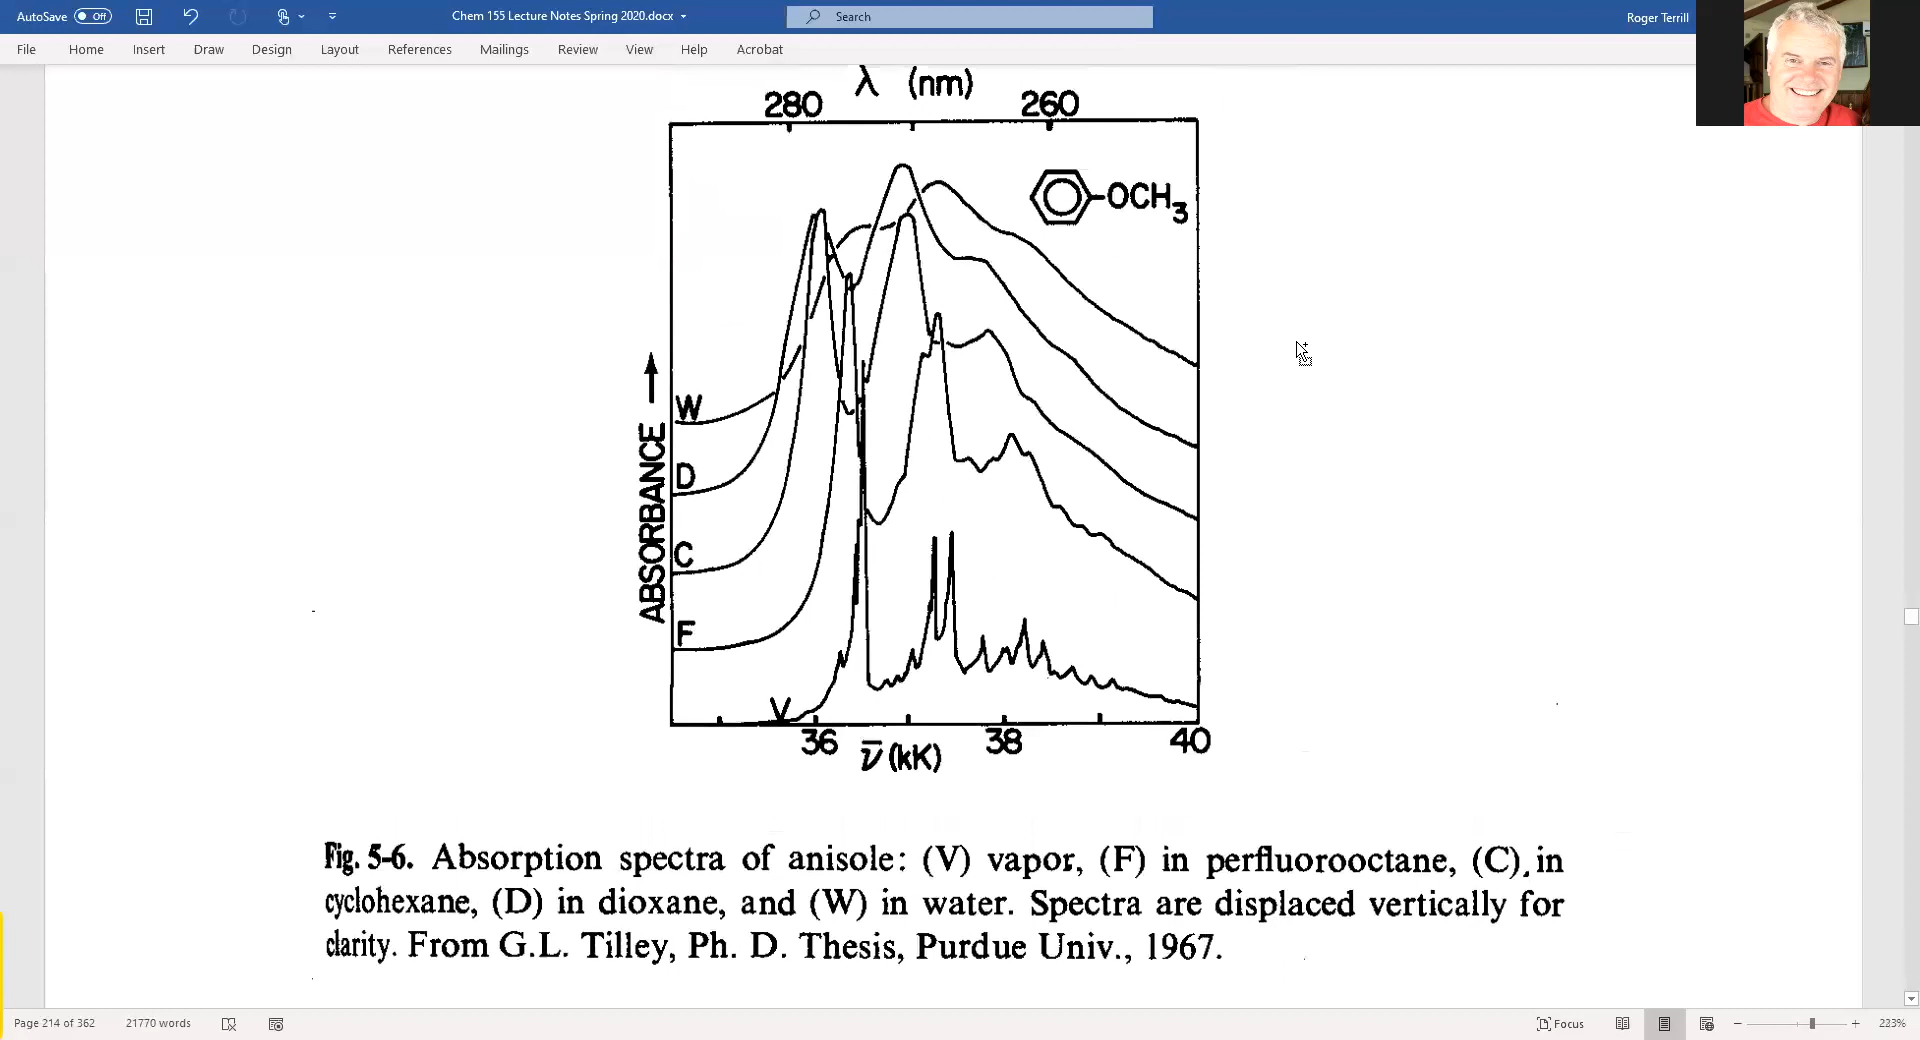 AutoSave Off Chem 155 Lecture Notes Spring 2020.docx Search Roger Terrill
File Home Insert Draw Design Layout References Mailings Review View Help Acrobat
λ (nm)
280 260
OCH3
ABSORBANCE
W
D
C
F
V
36 38 40
ν̅ (kK)
Fig. 5-6. Absorption spectra of anisole: (V) vapor, (F) in perfluorooctane, (C), in
cyclohexane, (D) in dioxane, and (W) in water. Spectra are displaced vertically for
clarity. From G.L. Tilley, Ph. D. Thesis, Purdue Univ., 1967.
Page 214 of 362 21770 words Focus 223%